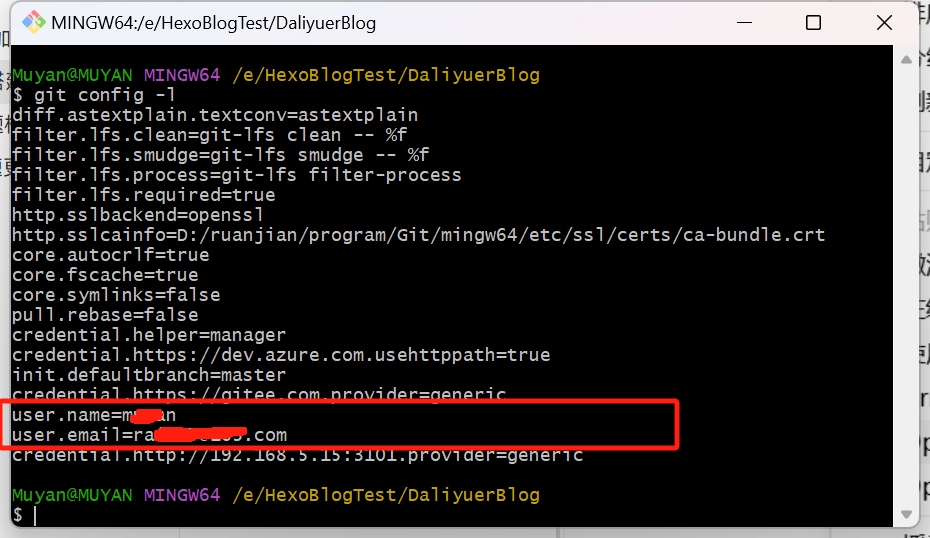 MINGW64:/e/HexoBlogTest/DaliyuerBlog
Muyan@MUYAN MINGW64 /e/HexoBlogTest/DaliyuerBlog
$ git config -l
diff.astextplain.textconv=astextplain
filter.lfs.clean=git-lfs clean -- %f
filter.lfs.smudge=git-lfs smudge -- %f
filter.lfs.process=git-lfs filter-process
filter.lfs.required=true
http.sslbackend=openssl
http.sslcainfo=D:/ruanjian/program/Git/mingw64/etc/ssl/certs/ca-bundle.crt
core.autocrlf=true
core.fscache=true
core.symlinks=false
pull.rebase=false
credential.helper=manager
credential.https://dev.azure.com.usehttppath=true
init.defaultbranch=master
credential.https://gitee.com.provider=generic
user.name=
user.email=
credential.http://192.168.5.15:3101.provider=generic
Muyan@MUYAN MINGW64 /e/HexoBlogTest/DaliyuerBlog
$